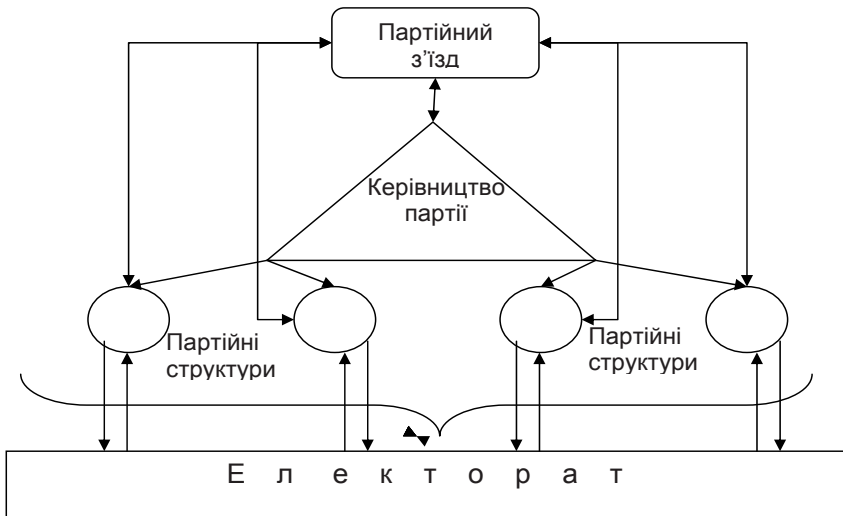 Партійний
з’їзд
Керівництво
партії
Партійні
структури
Партійні
структури
Е л е к т о р а т